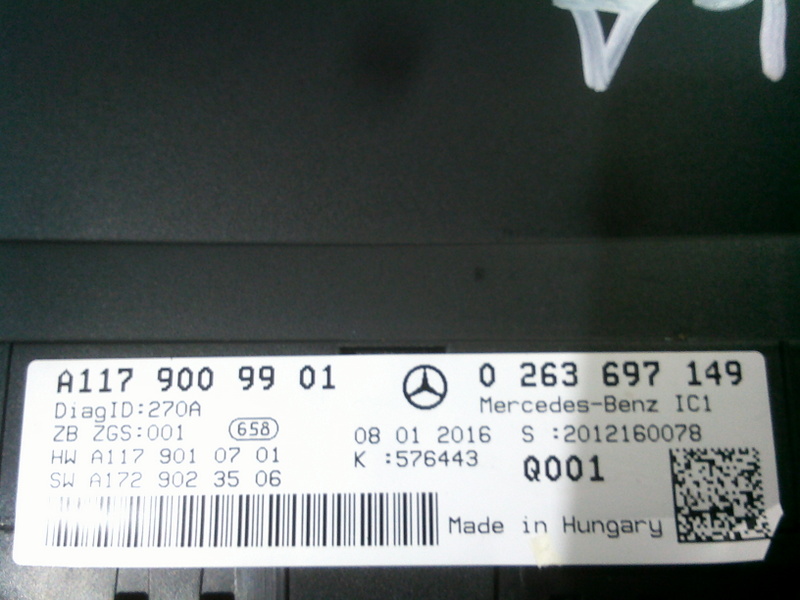 A117 900 99 01
0 263 697 149
DiagID:270A
Mercedes-Benz IC1
ZB ZGS:001
658
08 01 2016
S :2012160078
HW A117 901 07 01
K :576443
Q001
SW A172 902 35 06
Made in Hungary